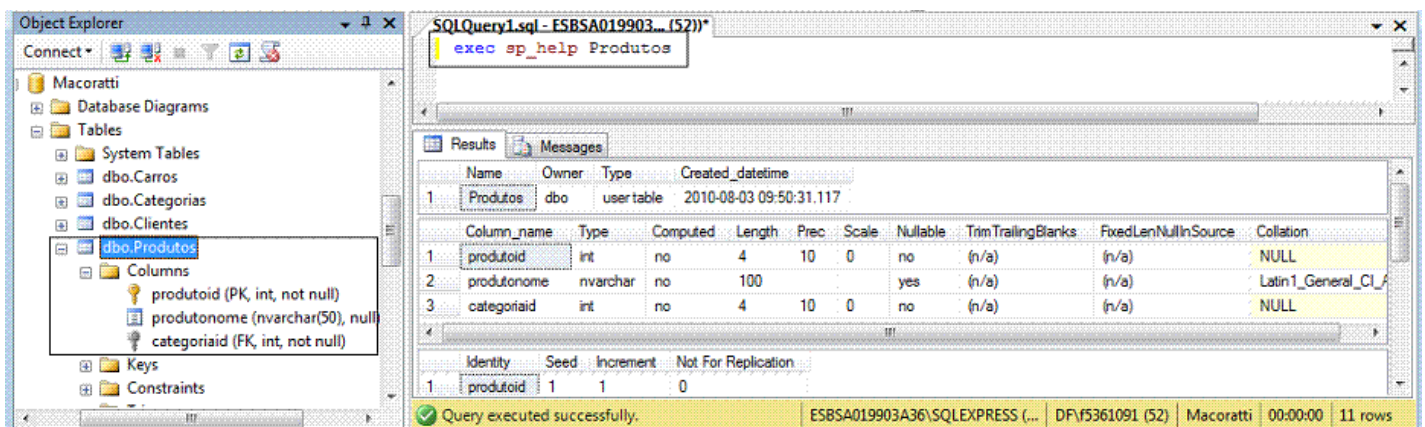 Object Explorer
Connect
Macoratti
Database Diagrams
Tables
System Tables
dbo.Carros
dbo.Categorias
dbo.Clientes
dbo.Produtos
Columns
produtoid (PK, int, not null)
produtonome (nvarchar(50), null)
categoriaid (FK, int, not null)
Keys
Constraints
SQLQuery1.sql - ESBSA019903... (52))*
exec sp_help Produtos
Results Messages
Name Owner Type Created_datetime
1 Produtos dbo user table 2010-08-03 09:50:31.117
Column_name Type Computed Length Prec Scale Nullable TrimTrailingBlanks FixedLenNullInSource Collation
1 produtoid int no 4 10 0 no (n/a) (n/a) NULL
2 produtonome nvarchar no 100 yes (n/a) (n/a) Latin1_General_CI_A
3 categoriaid int no 4 10 0 no (n/a) (n/a) NULL
Identity Seed Increment Not For Replication
1 produtoid 1 1 0
Query executed successfully. ESBSA019903A36\SQLEXPRESS (... DF\f5361091 (52) Macoratti 00:00:00 11 rows